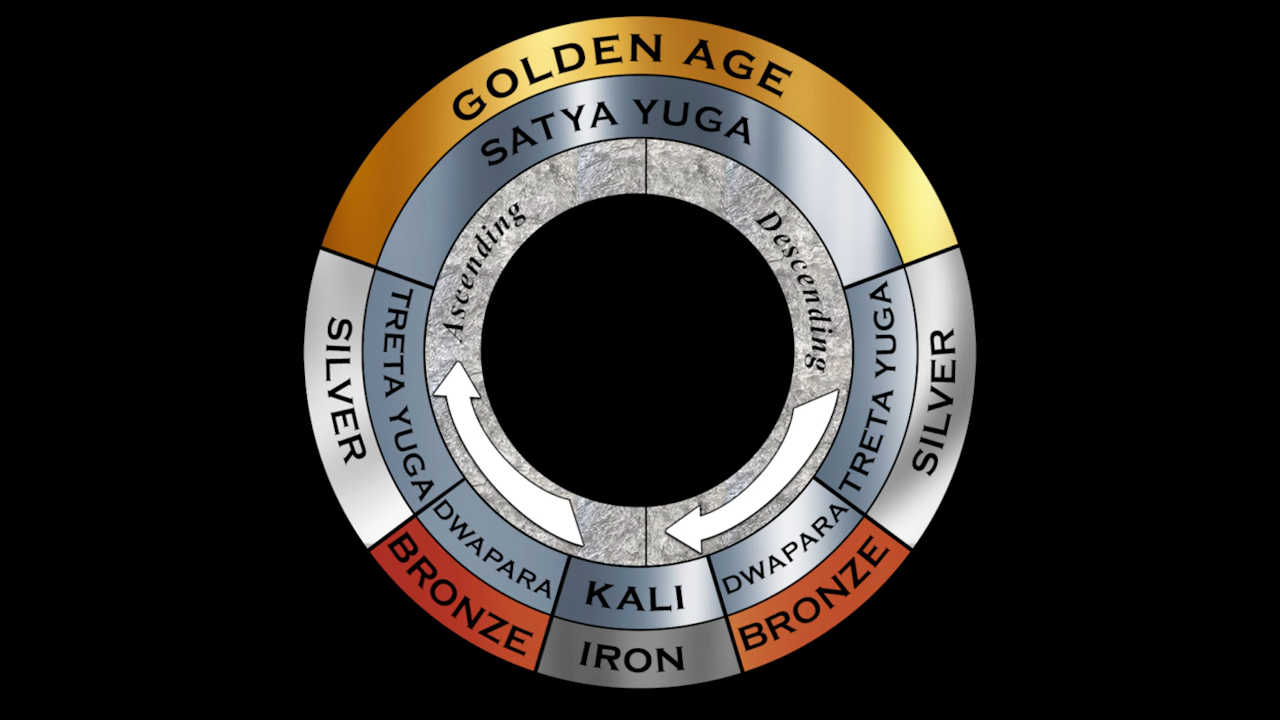 GOLDEN AGE
SATYA YUGA
Ascending
Descending
SILVER
TRETA YUGA
TRETA YUGA
SILVER
DWAPARA
DWAPARA
BRONZE
BRONZE
KALI
IRON